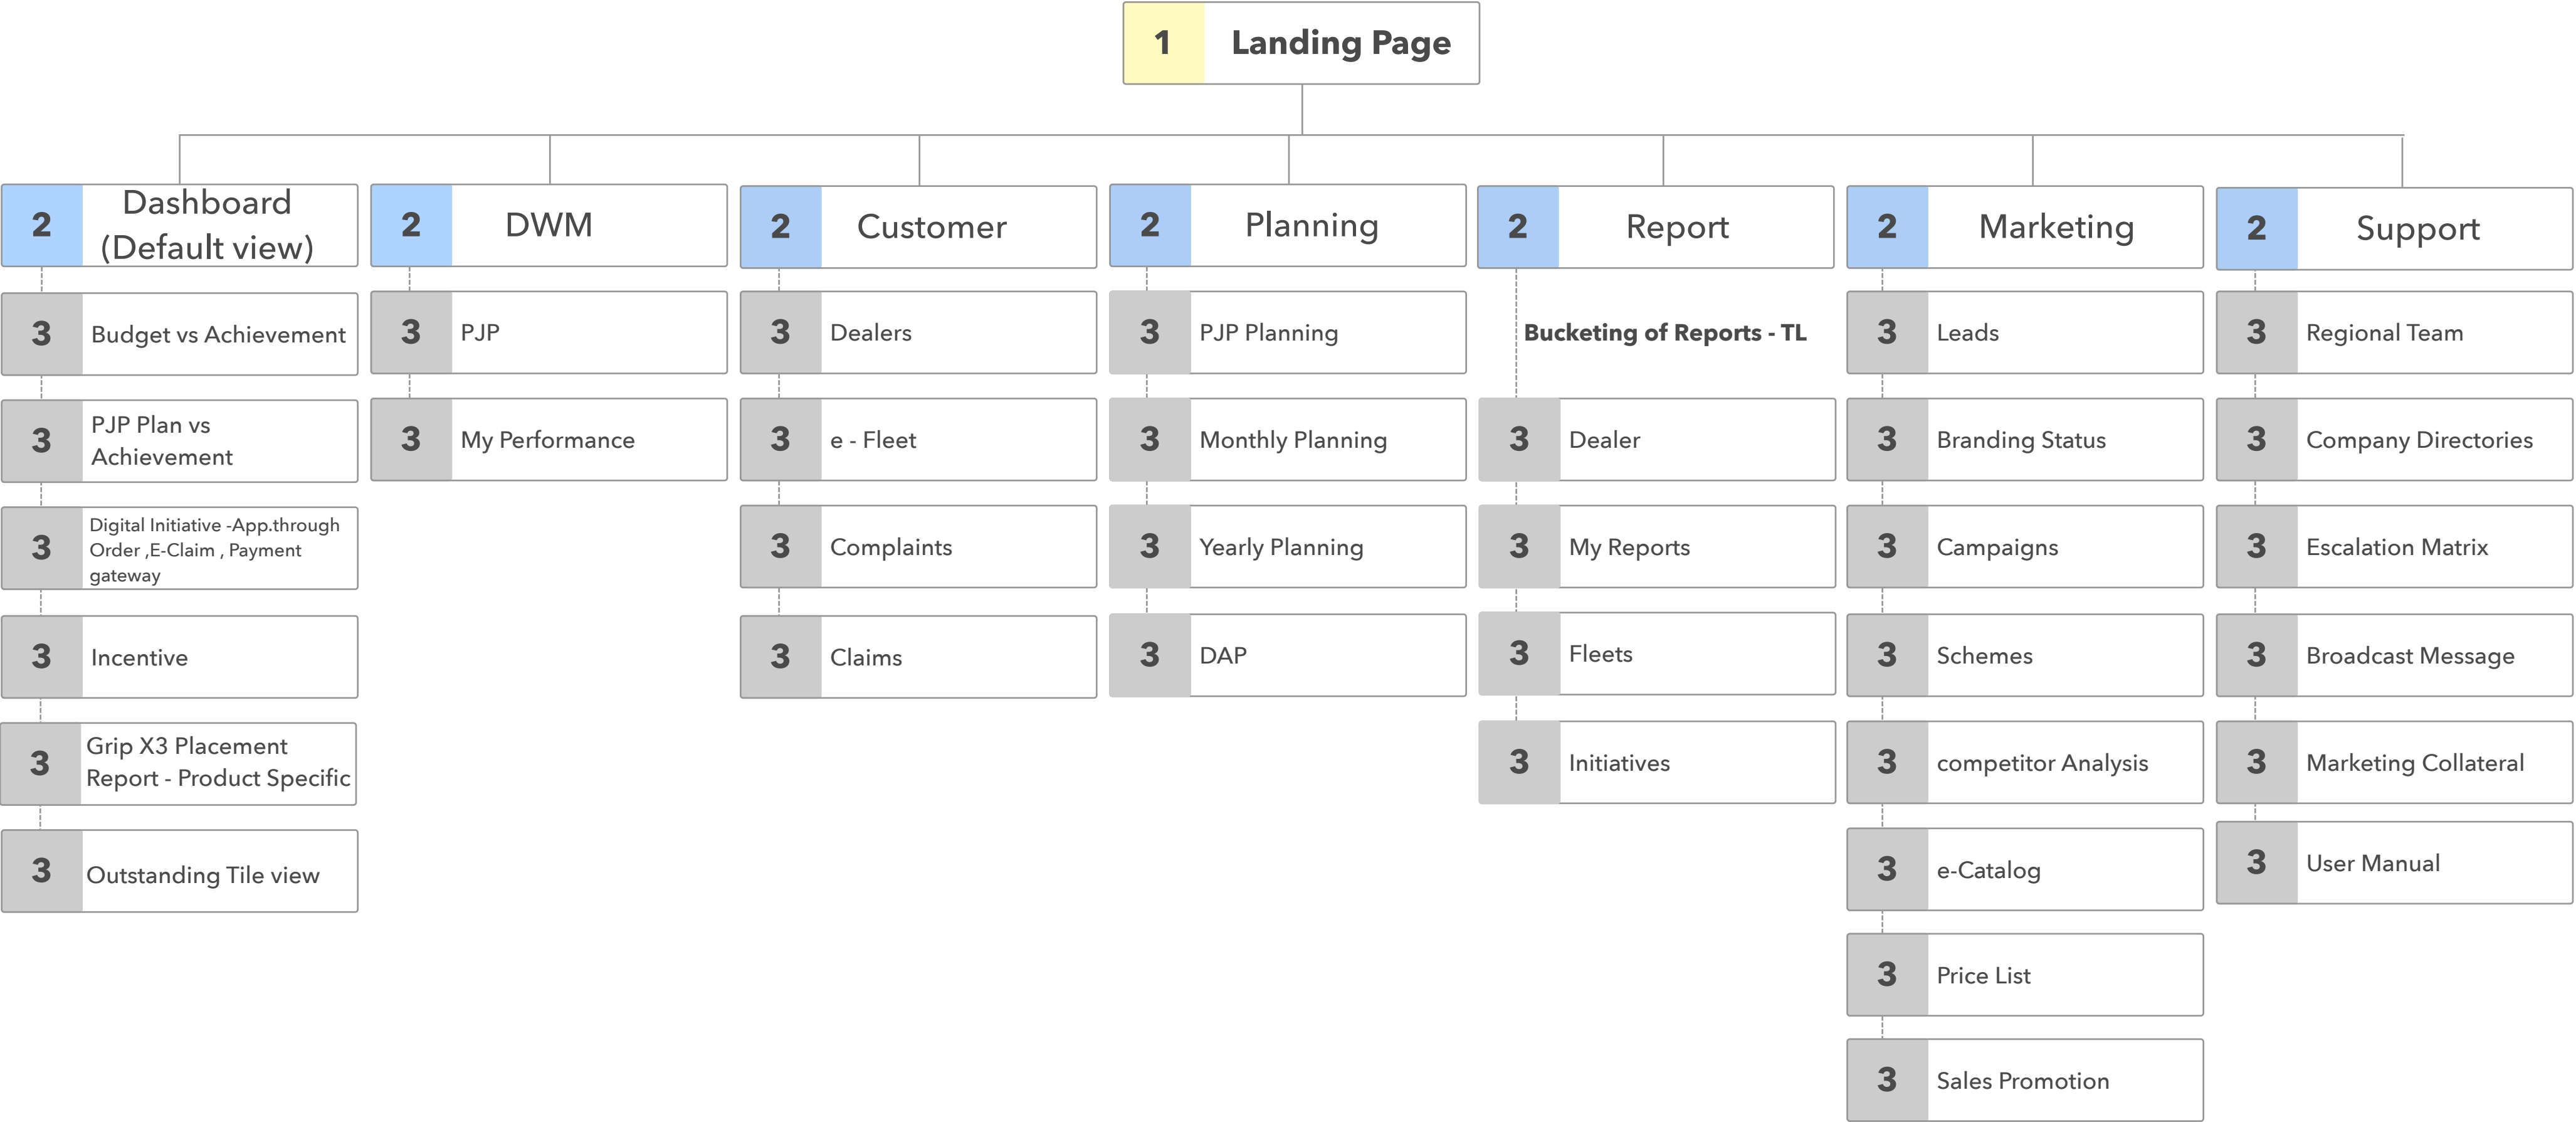 1 Landing Page
2 Dashboard
(Default view)
3 Budget vs Achievement
3 PJP Plan vs
Achievement
3 Digital Initiative -App.through
Order ,E-Claim , Payment
gateway
3 Incentive
3 Grip X3 Placement
Report - Product Specific
3 Outstanding Tile view
2 DWM
3 PJP
3 My Performance
2 Customer
3 Dealers
3 e - Fleet
3 Complaints
3 Claims
2 Planning
3 PJP Planning
3 Monthly Planning
3 Yearly Planning
3 DAP
2 Report
Bucketing of Reports - TL
3 Dealer
3 My Reports
3 Fleets
3 Initiatives
2 Marketing
3 Leads
3 Branding Status
3 Campaigns
3 Schemes
3 competitor Analysis
3 e-Catalog
3 Price List
3 Sales Promotion
2 Support
3 Regional Team
3 Company Directories
3 Escalation Matrix
3 Broadcast Message
3 Marketing Collateral
3 User Manual